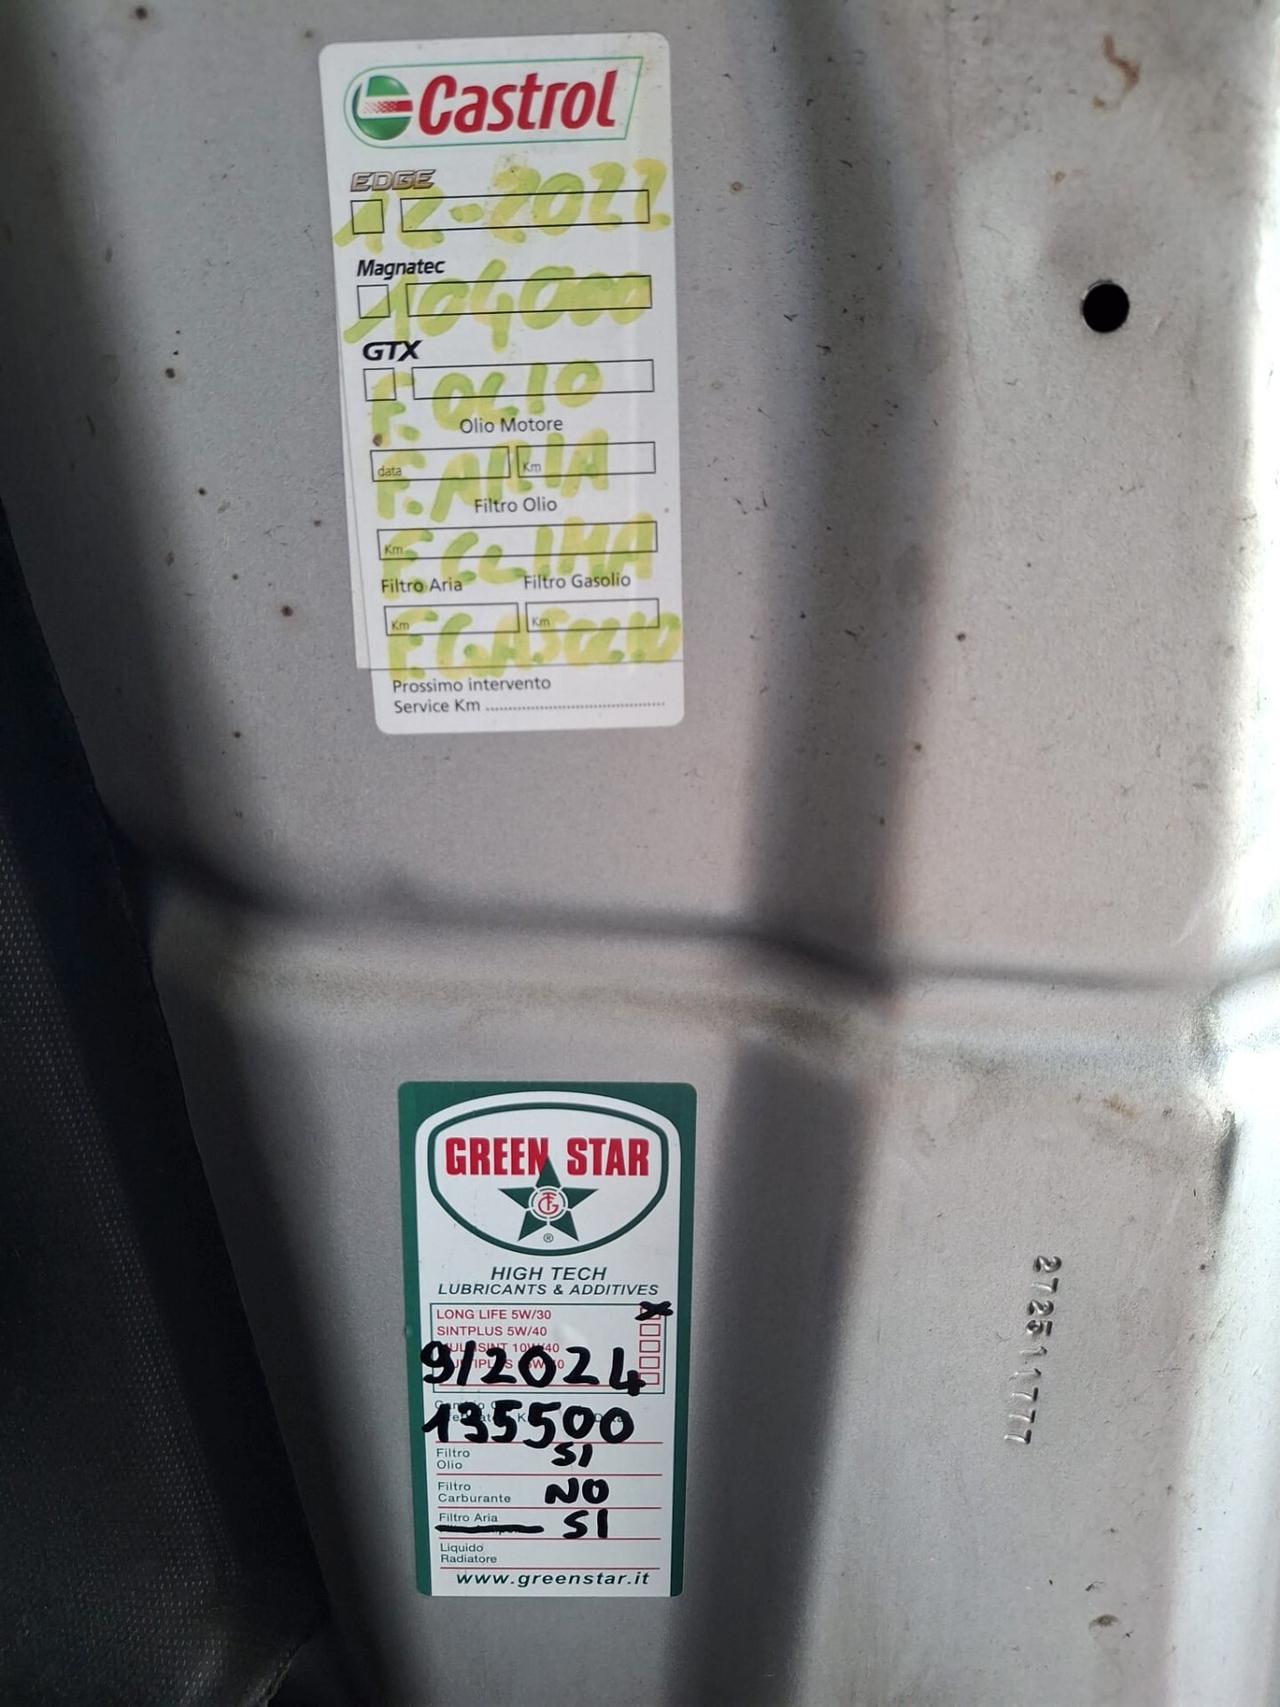 Castrol
EDGE
12-2022
Magnatec
104000
GTX
F. OLIO
Olio Motore
F. ARIA
data Km
Filtro Olio
F. CLIMA
Km
Filtro Aria Filtro Gasolio
F. GASOLIO
Km Km
Prossimo intervento
Service Km
GREEN STAR
®
HIGH TECH
LUBRICANTS & ADDITIVES
LONG LIFE 5W/30
SINTPLUS 5W/40
10W/40
9/2024
135500
Filtro
Olio SI
Filtro
Carburante NO
Filtro Aria SI
Liquido
Radiatore
www.greenstar.it
272511777